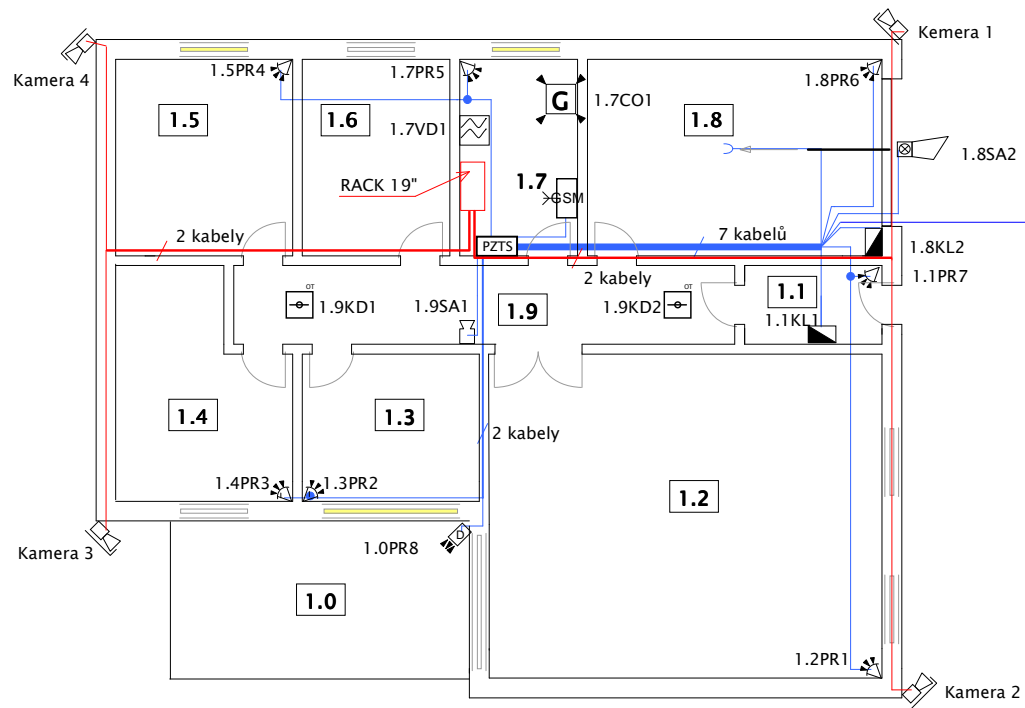 Kemera 1
Kamera 4
1.5PR4
1.7PR5
1.8PR6
G
1.7CO1
1.5
1.6
1.7VD1
1.8
1.8SA2
RACK 19"
1.7
GSM
2 kabely
PZTS
7 kabelů
1.8KL2
2 kabely
1.1PR7
OT
1.9KD1
1.9SA1
1.9
OT
1.9KD2
1.1
1.1KL1
1.4
1.3
2 kabely
1.4PR3
1.3PR2
1.2
Kamera 3
1.0PR8
D
1.0
1.2PR1
Kamera 2